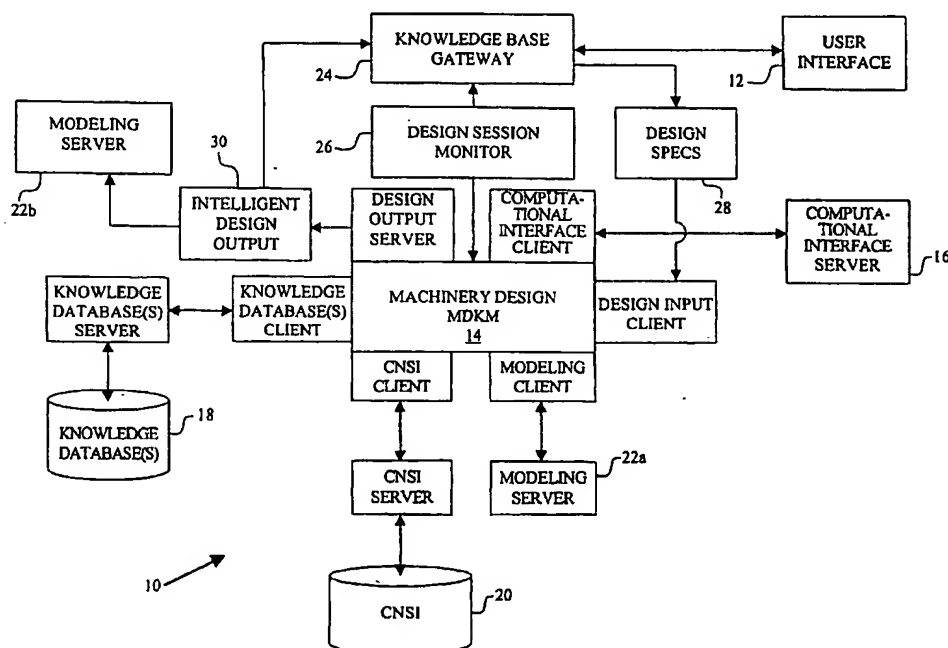 KNOWLEDGE BASE
GATEWAY
24
USER
INTERFACE
12
MODELING
SERVER
22b
30
26
DESIGN SESSION
MONITOR
DESIGN
SPECS
28
INTELLIGENT
DESIGN
OUTPUT
DESIGN
OUTPUT
SERVER
COMPUTA-
TIONAL
INTERFACE
CLIENT
COMPUTA-
TIONAL
INTERFACE
SERVER
16
KNOWLEDGE
DATABASE(S)
SERVER
KNOWLEDGE
DATABASE(S)
CLIENT
MACHINERY DESIGN
MDKM
14
DESIGN INPUT
CLIENT
CNSI
CLIENT
MODELING
CLIENT
18
KNOWLEDGE
DATABASE(S)
CNSI
SERVER
MODELING
SERVER
22a
10
CNSI
20